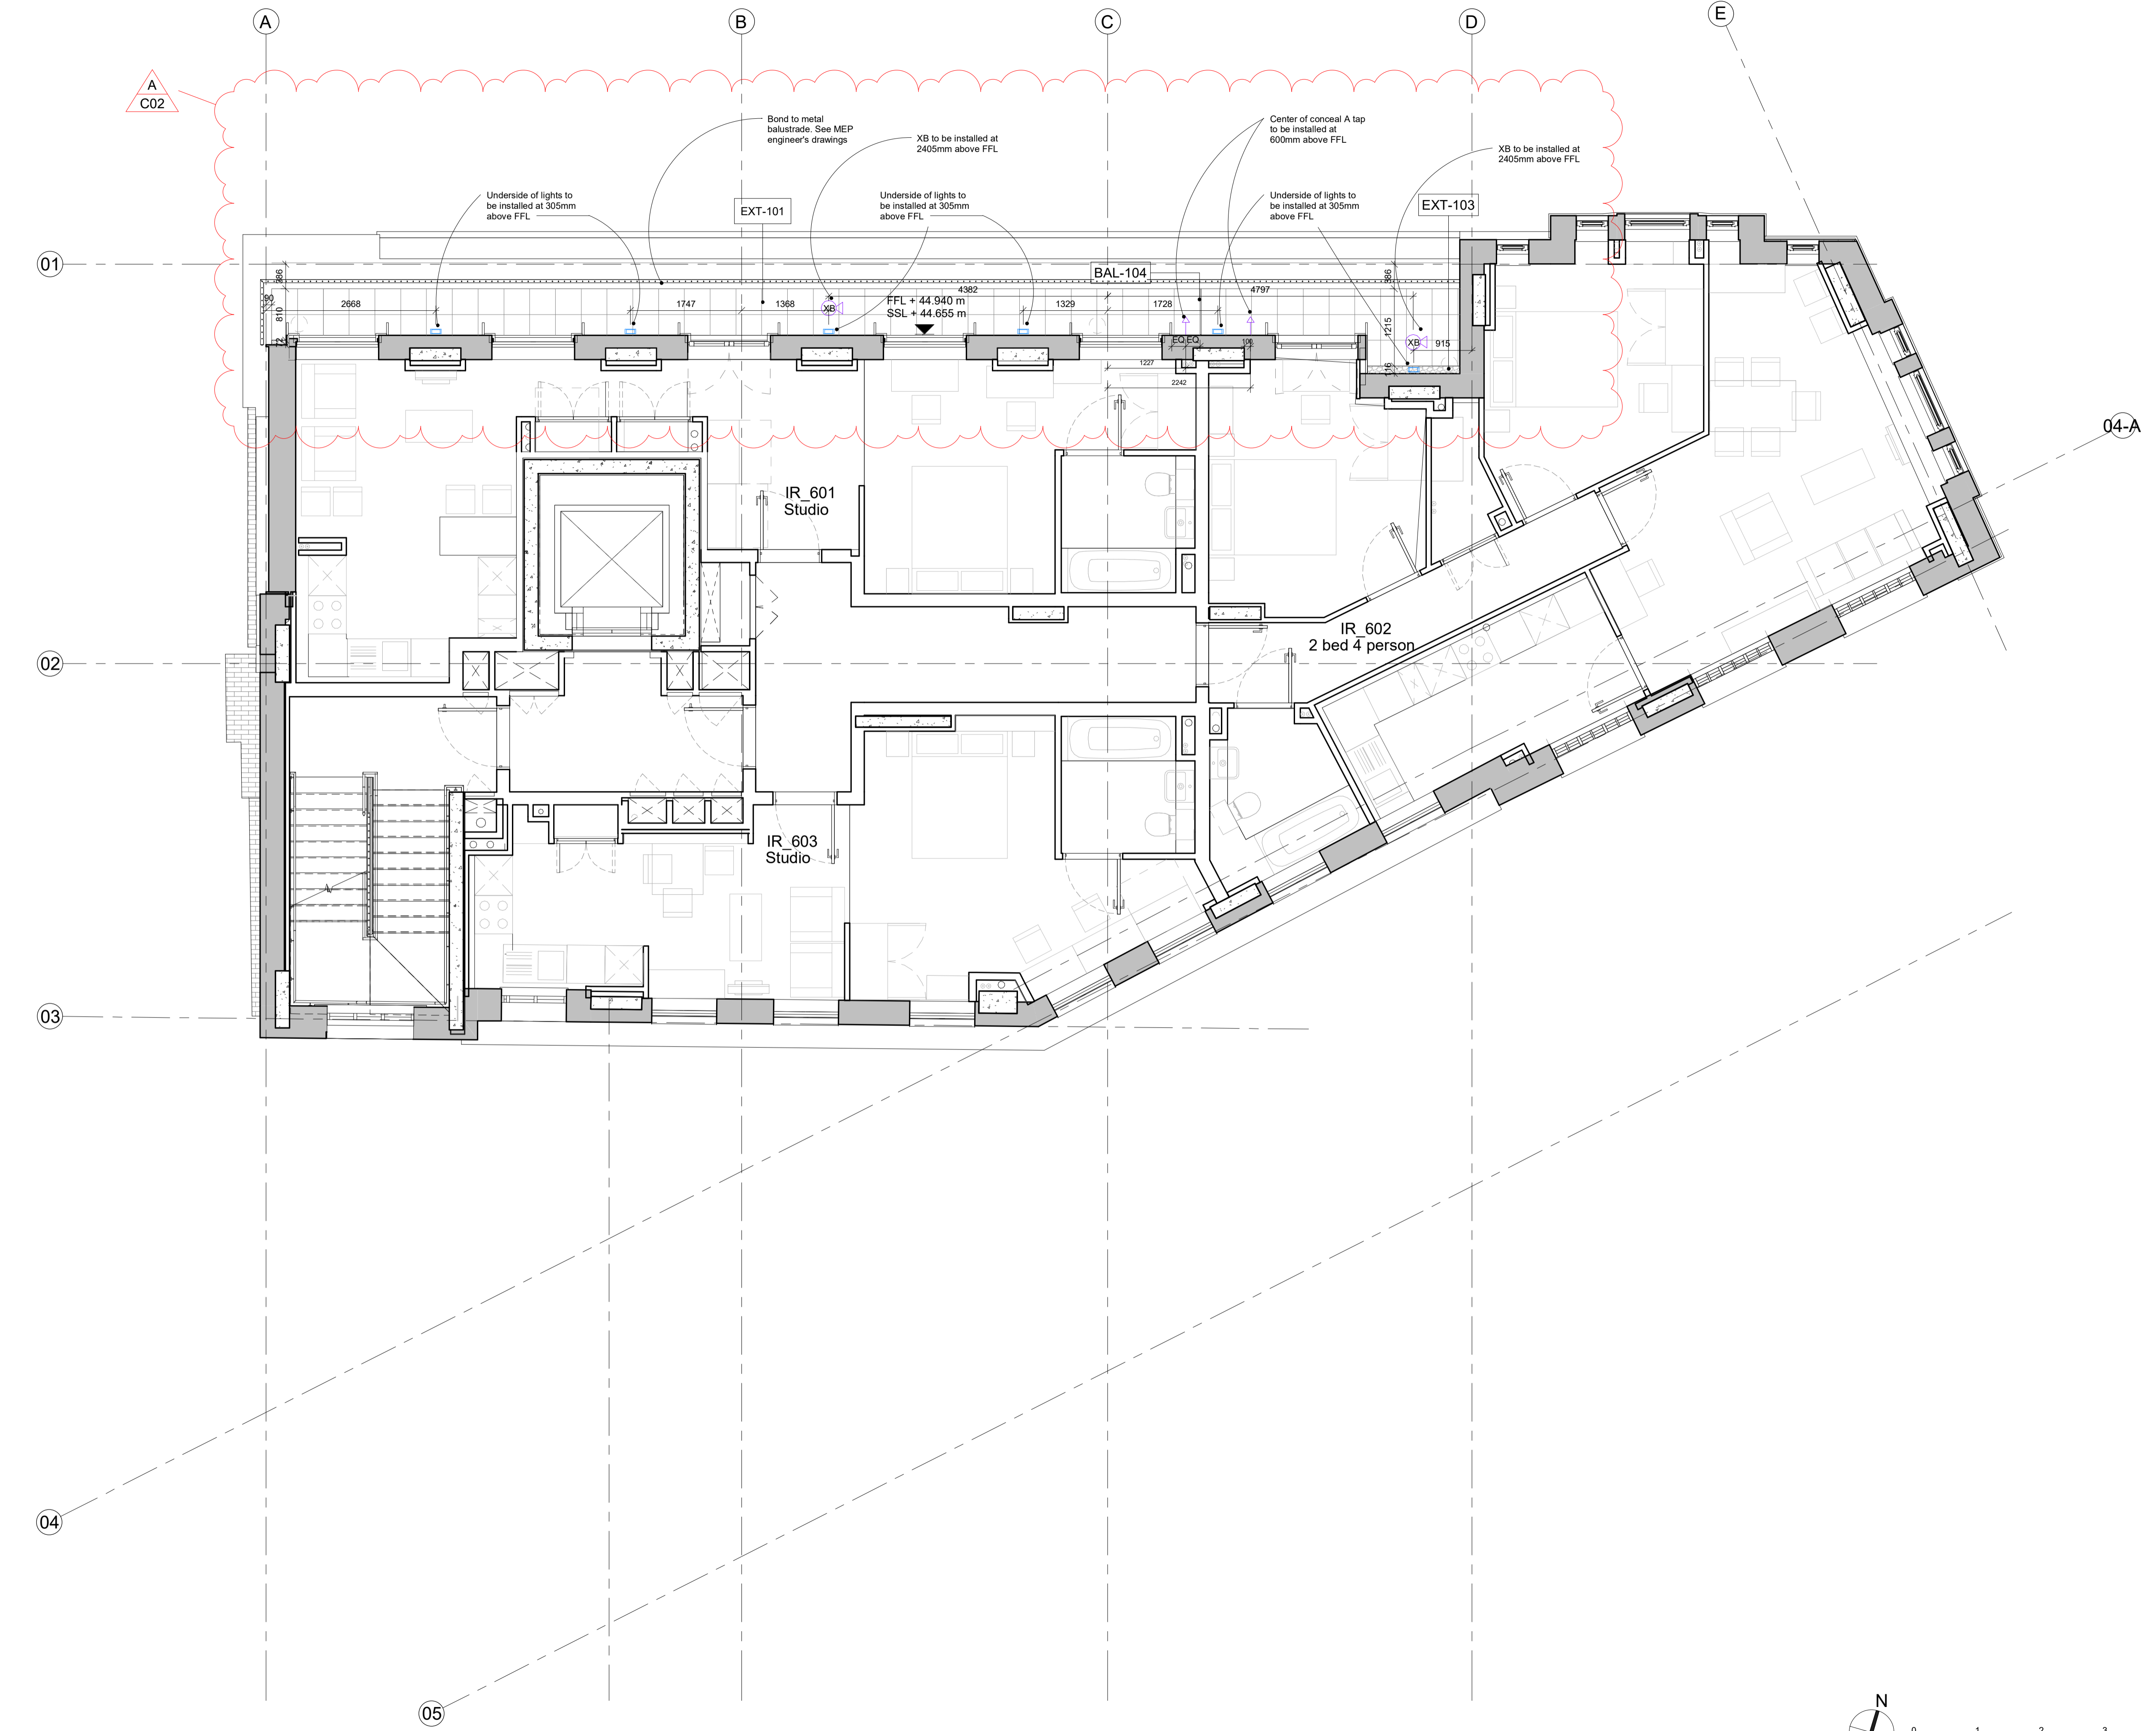 A
B
C
D
E
A
C02
Bond to metal
balustrade. See MEP
engineer's drawings
XB to be installed at
2405mm above FFL
Center of conceal A tap
to be installed at
600mm above FFL
XB to be installed at
2405mm above FFL
Underside of lights to
be installed at 305mm
above FFL
EXT-101
Underside of lights to
be installed at 305mm
above FFL
Underside of lights to
be installed at 305mm
above FFL
EXT-103
01
386
BAL-104
386
90
2668
1747
1368
XB
4382
FFL + 44.940 m
SSL + 44.655 m
1329
1728
4797
810
72
1215
XB
915
EQ
EQ
100
116
1227
2242
04-A
IR_601
Studio
IR_602
2 bed 4 person
02
IR_603
Studio
03
04
05
N
0 1 2 3